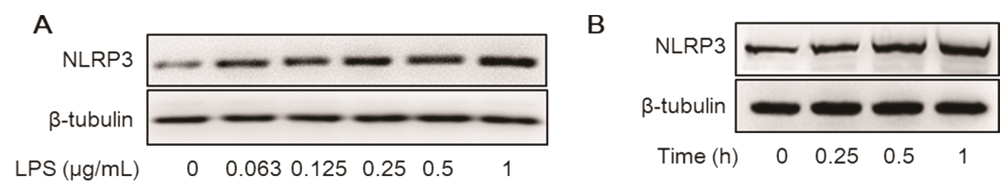 A
NLRP3
β-tubulin
LPS (μg/mL) 0 0.063 0.125 0.25 0.5 1
B
NLRP3
β-tubulin
Time (h) 0 0.25 0.5 1